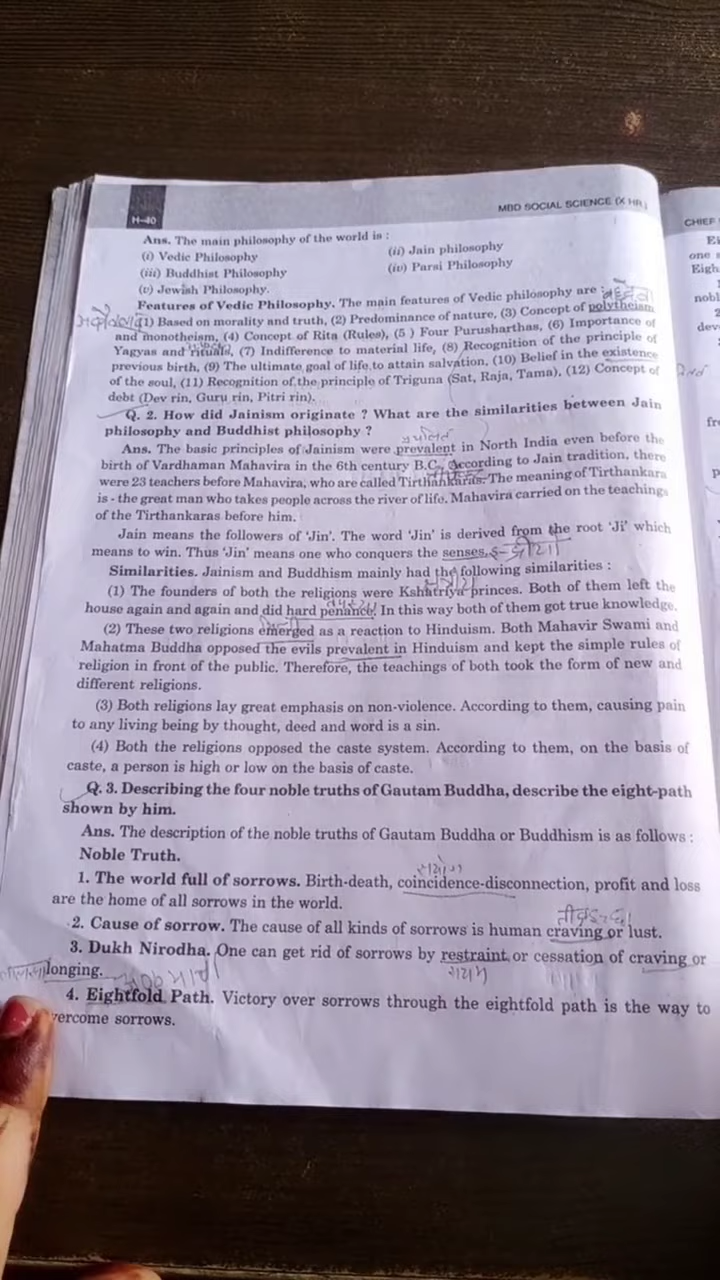 H-40
MBD SOCIAL SCIENCE (X HR.)
Ans. The main philosophy of the world is :
(i) Vedic Philosophy (ii) Jain philosophy
(iii) Buddhist Philosophy (iv) Parsi Philosophy
(v) Jewish Philosophy.
Features of Vedic Philosophy. The main features of Vedic philosophy are :
(1) Based on morality and truth, (2) Predominance of nature, (3) Concept of polytheism
and monotheism, (4) Concept of Rita (Rules), (5 ) Four Purusharthas, (6) Importance of
Yagyas and rituals, (7) Indifference to material life, (8) Recognition of the principle of
previous birth, (9) The ultimate goal of life to attain salvation, (10) Belief in the existence
of the soul, (11) Recognition of the principle of Triguna (Sat, Raja, Tama), (12) Concept of
debt (Dev rin, Guru rin, Pitri rin).
Q. 2. How did Jainism originate ? What are the similarities between Jain
philosophy and Buddhist philosophy ?
Ans. The basic principles of Jainism were prevalent in North India even before the
birth of Vardhaman Mahavira in the 6th century B.C. According to Jain tradition, there
were 23 teachers before Mahavira, who are called Tirthankaras. The meaning of Tirthankara
is - the great man who takes people across the river of life. Mahavira carried on the teachings
of the Tirthankaras before him.
Jain means the followers of 'Jin'. The word 'Jin' is derived from the root 'Ji' which
means to win. Thus 'Jin' means one who conquers the senses.
Similarities. Jainism and Buddhism mainly had the following similarities :
(1) The founders of both the religions were Kshatriya princes. Both of them left the
house again and again and did hard penance. In this way both of them got true knowledge.
(2) These two religions emerged as a reaction to Hinduism. Both Mahavir Swami and
Mahatma Buddha opposed the evils prevalent in Hinduism and kept the simple rules of
religion in front of the public. Therefore, the teachings of both took the form of new and
different religions.
(3) Both religions lay great emphasis on non-violence. According to them, causing pain
to any living being by thought, deed and word is a sin.
(4) Both the religions opposed the caste system. According to them, on the basis of
caste, a person is high or low on the basis of caste.
Q. 3. Describing the four noble truths of Gautam Buddha, describe the eight-path
shown by him.
Ans. The description of the noble truths of Gautam Buddha or Buddhism is as follows :
Noble Truth.
1. The world full of sorrows. Birth-death, coincidence-disconnection, profit and loss
are the home of all sorrows in the world.
2. Cause of sorrow. The cause of all kinds of sorrows is human craving or lust.
3. Dukh Nirodha. One can get rid of sorrows by restraint or cessation of craving or
longing.
4. Eightfold Path. Victory over sorrows through the eightfold path is the way to
vercome sorrows.
CHIEF
one
Eigh
nobl
dev
fr